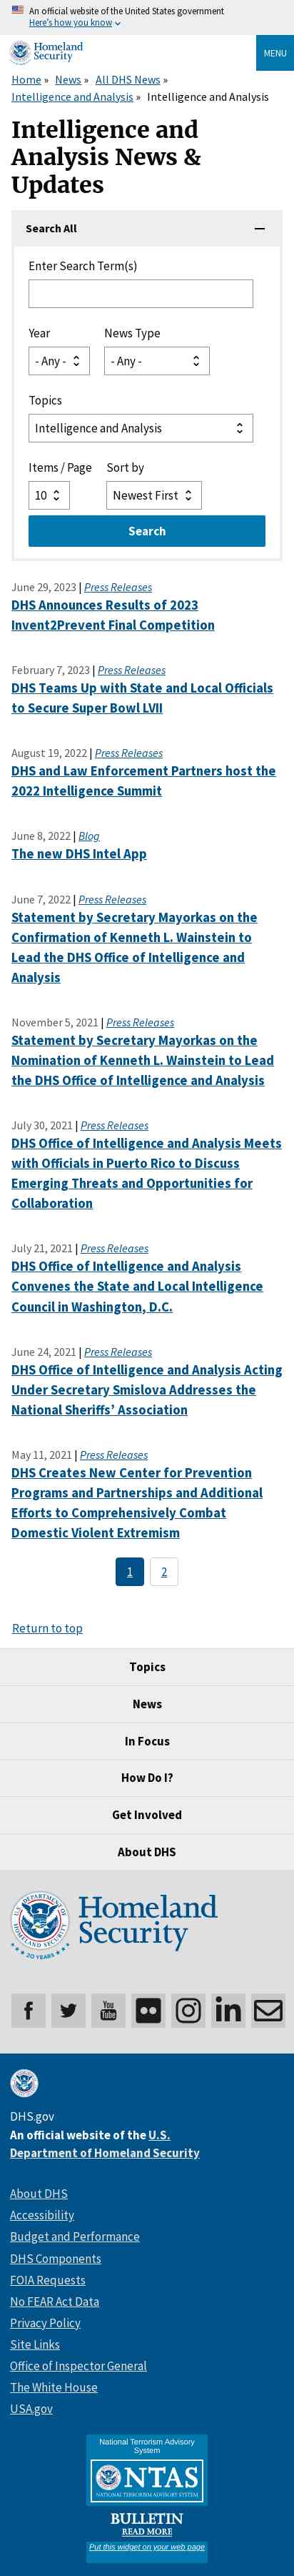 An official website of the United States government
Here's how you know
Homeland
Security
MENU
Home » News » All DHS News »
Intelligence and Analysis » Intelligence and Analysis
Intelligence and
Analysis News &
Updates
Search All
Enter Search Term(s)
Year
News Type
- Any -
- Any -
Topics
Intelligence and Analysis
Items / Page
Sort by
10
Newest First
Search
June 29, 2023 | Press Releases
DHS Announces Results of 2023
Invent2Prevent Final Competition
February 7, 2023 | Press Releases
DHS Teams Up with State and Local Officials
to Secure Super Bowl LVII
August 19, 2022 | Press Releases
DHS and Law Enforcement Partners host the
2022 Intelligence Summit
June 8, 2022 | Blog
The new DHS Intel App
June 7, 2022 | Press Releases
Statement by Secretary Mayorkas on the
Confirmation of Kenneth L. Wainstein to
Lead the DHS Office of Intelligence and
Analysis
November 5, 2021 | Press Releases
Statement by Secretary Mayorkas on the
Nomination of Kenneth L. Wainstein to Lead
the DHS Office of Intelligence and Analysis
July 30, 2021 | Press Releases
DHS Office of Intelligence and Analysis Meets
with Officials in Puerto Rico to Discuss
Emerging Threats and Opportunities for
Collaboration
July 21, 2021 | Press Releases
DHS Office of Intelligence and Analysis
Convenes the State and Local Intelligence
Council in Washington, D.C.
June 24, 2021 | Press Releases
DHS Office of Intelligence and Analysis Acting
Under Secretary Smislova Addresses the
National Sheriffs’ Association
May 11, 2021 | Press Releases
DHS Creates New Center for Prevention
Programs and Partnerships and Additional
Efforts to Comprehensively Combat
Domestic Violent Extremism
1
2
Return to top
Topics
News
In Focus
How Do I?
Get Involved
About DHS
Homeland
Security
20 YEARS
You
Tube
DHS.gov
An official website of the U.S.
Department of Homeland Security
About DHS
Accessibility
Budget and Performance
DHS Components
FOIA Requests
No FEAR Act Data
Privacy Policy
Site Links
Office of Inspector General
The White House
USA.gov
National Terrorism Advisory
System
NTAS
NATIONAL TERRORISM ADVISORY SYSTEM
BULLETIN
READ MORE
Put this widget on your web page